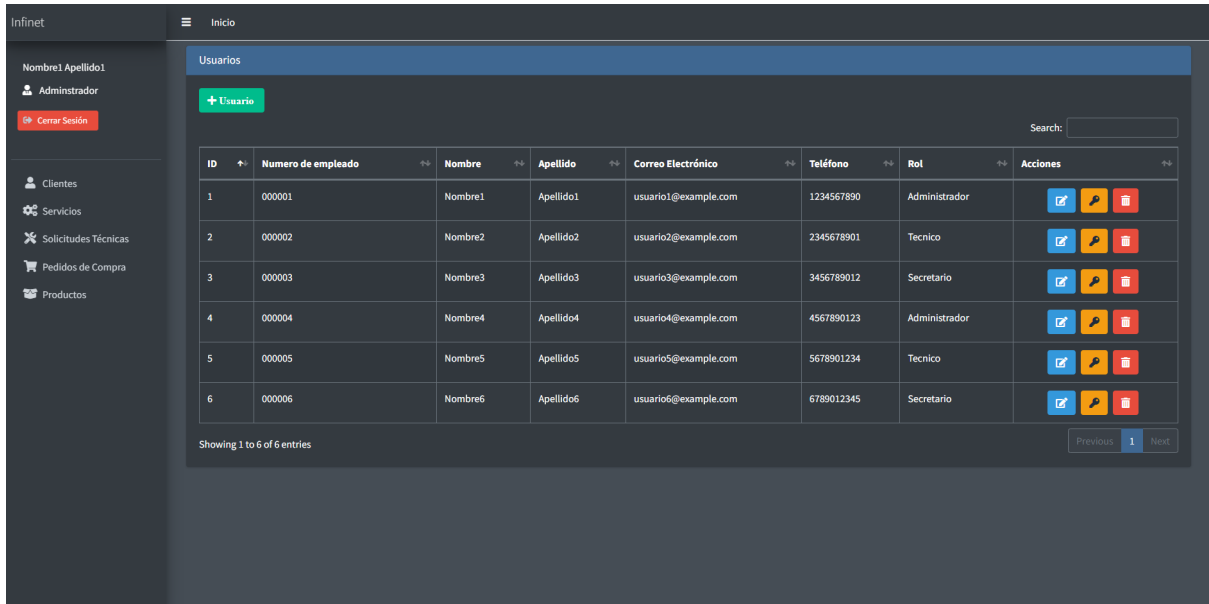 Infinet
Inicio
Nombre1 Apellido1
Adminstrador
Cerrar Sesión
Clientes
Servicios
Solicitudes Técnicas
Pedidos de Compra
Productos
Usuarios
Usuario
Search:
ID Numero de empleado Nombre Apellido Correo Electrónico Teléfono Rol Acciones
1 000001 Nombre1 Apellido1 usuario1@example.com 1234567890 Administrador
2 000002 Nombre2 Apellido2 usuario2@example.com 2345678901 Tecnico
3 000003 Nombre3 Apellido3 usuario3@example.com 3456789012 Secretario
4 000004 Nombre4 Apellido4 usuario4@example.com 4567890123 Administrador
5 000005 Nombre5 Apellido5 usuario5@example.com 5678901234 Tecnico
6 000006 Nombre6 Apellido6 usuario6@example.com 6789012345 Secretario
Showing 1 to 6 of 6 entries
Previous 1 Next